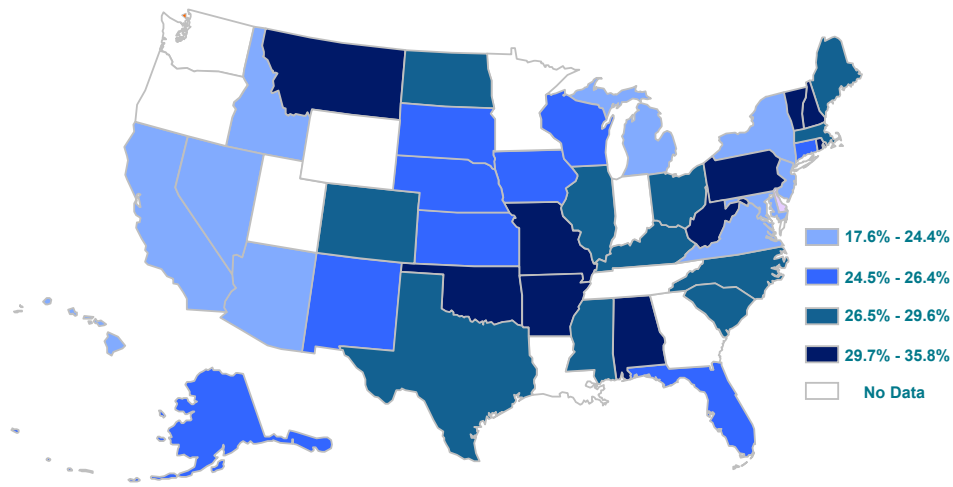 17.6% - 24.4%
24.5% - 26.4%
26.5% - 29.6%
29.7% - 35.8%
No Data